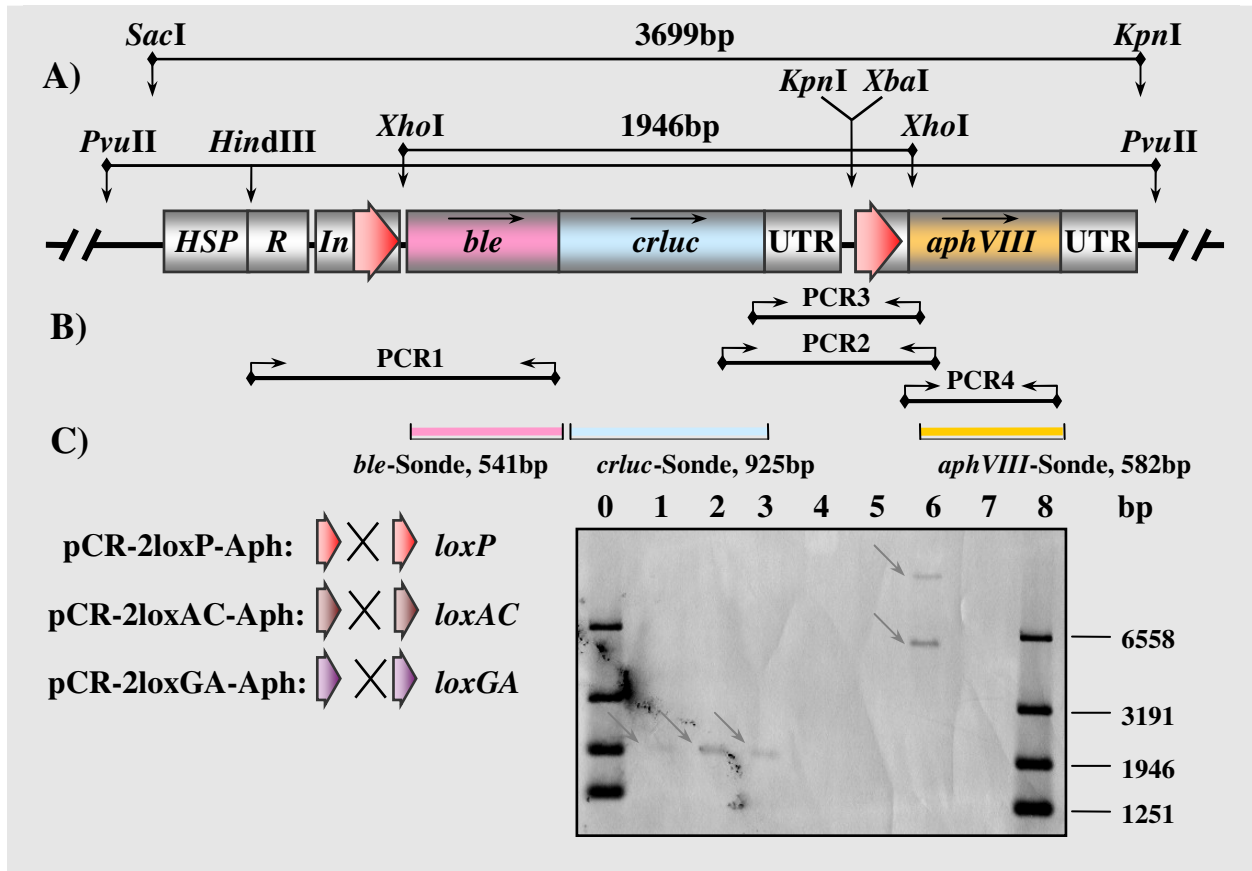 SacI 3699bp KpnI
A)
KpnI XbaI
XhoI 1946bp XhoI
PvuII HindIII PvuII
HSP R In ble crluc UTR aphVIII UTR
PCR3
B)
PCR2
PCR1
PCR4
C)
ble-Sonde, 541bp crluc-Sonde, 925bp aphVIII-Sonde, 582bp
0 1 2 3 4 5 6 7 8 bp
pCR-2loxP-Aph: loxP
pCR-2loxAC-Aph: loxAC
pCR-2loxGA-Aph: loxGA
6558
3191
1946
1251